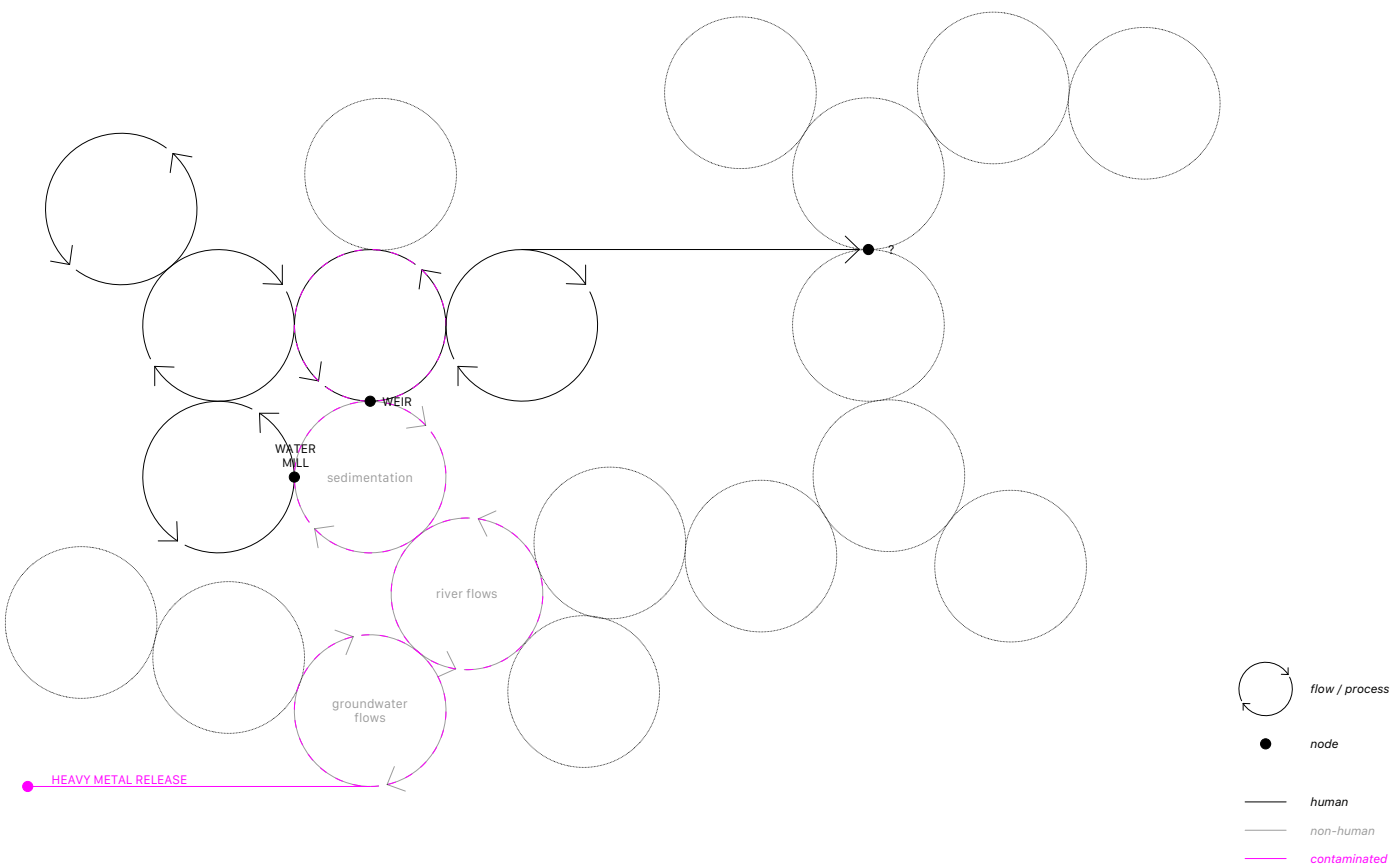 ?
WEIR
WATER
MILL
sedimentation
river flows
groundwater
flows
HEAVY METAL RELEASE
flow / process
node
human
non-human
contaminated